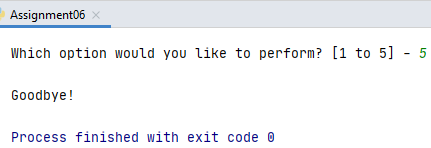 Assignment06
Which option would you like to perform? [1 to 5] - 5
Goodbye!
Process finished with exit code 0